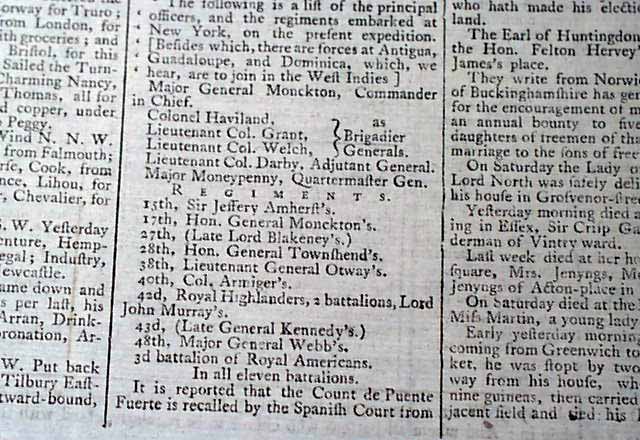 orway for Truro;
rom London, for
ith groceries; and
Bristol, for this
Sailed the Turn-
Charming Nancy,
Thomas, all for
d copper, under
Peggy.
Wind N. N. W.
from Falmouth;
Cook, from
Lihou, for
Chevalier, for
W. Yesterday
enture, Hemp-
egal; Industry,
Newcastle.
ame down and
s per last, his
Arran, Drink-
oronation, Ar-
W. Put back
Tilbury East-
tward-bound,
The following is a list of the principal
officers, and the regiments embarked at
New York, on the present expedition.
[Besides which, there are forces at Antigua,
Guadaloupe, and Dominica, which, we
hear, are to join in the West Indies]
Major General Monckton, Commander
in Chief.
Colonel Haviland, as
Lieutenant Col. Grant, Brigadier
Lieutenant Col. Welch, Generals.
Lieutenant Col. Darby, Adjutant General.
Major Moneypenny, Quartermaster Gen.
REGIMENTS.
15th, Sir Jeffery Amherst's.
17th, Hon. General Monckton's.
27th, (Late Lord Blakeney's.)
28th, Hon. General Townshend's.
38th, Lieutenant General Otway's.
40th, Col. Armiger's.
42d, Royal Highlanders, 2 battalions, Lord
John Murray's.
43d, (Late General Kennedy's.)
48th, Major General Webb's.
3d battalion of Royal Americans.
In all eleven battalions.
It is reported that the Count de Puente
Fuerte is recalled by the Spanish Court from
who hath made his electi
land.
The Earl of Huntingdon
the Hon. Felton Hervey
James's place.
They write from Norwi
of Buckinghamshire has gen
for the encouragement of m
an annual bounty to five
daughters of freemen of tha
marriage to the sons of free
On Saturday the Lady o
Lord North was safely deli
his house in Grosvenor-stre
Yesterday morning died a
ing in Essex, Sir Crisp Ga
derman of Vintry ward.
Last week died at her ho
square, Mrs. Jenyngs, M
jenyngs of Acton-place in
On Saturday died at the
Miss Martin, a young lady
Early yesterday morning
coming from Greenwich to
ket, he was stopt by two
way from his house, wh
nine guineas, then carried
jacent field and tied his